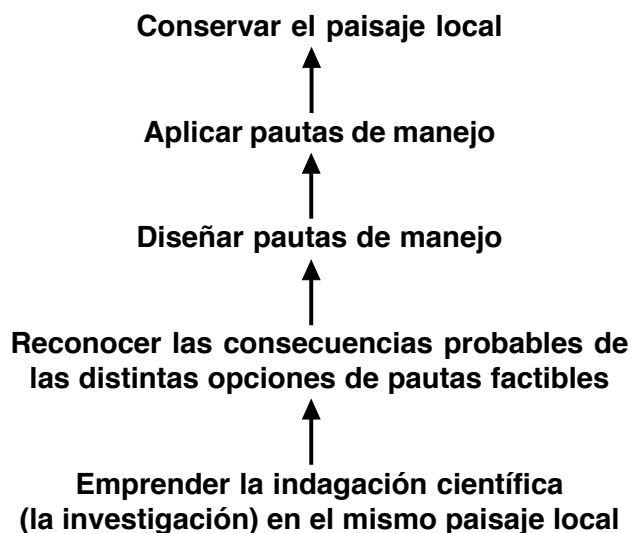 Conservar el paisaje local
Aplicar pautas de manejo
Diseñar pautas de manejo
Reconocer las consecuencias probables de
las distintas opciones de pautas factibles
Emprender la indagación científica
(la investigación) en el mismo paisaje local